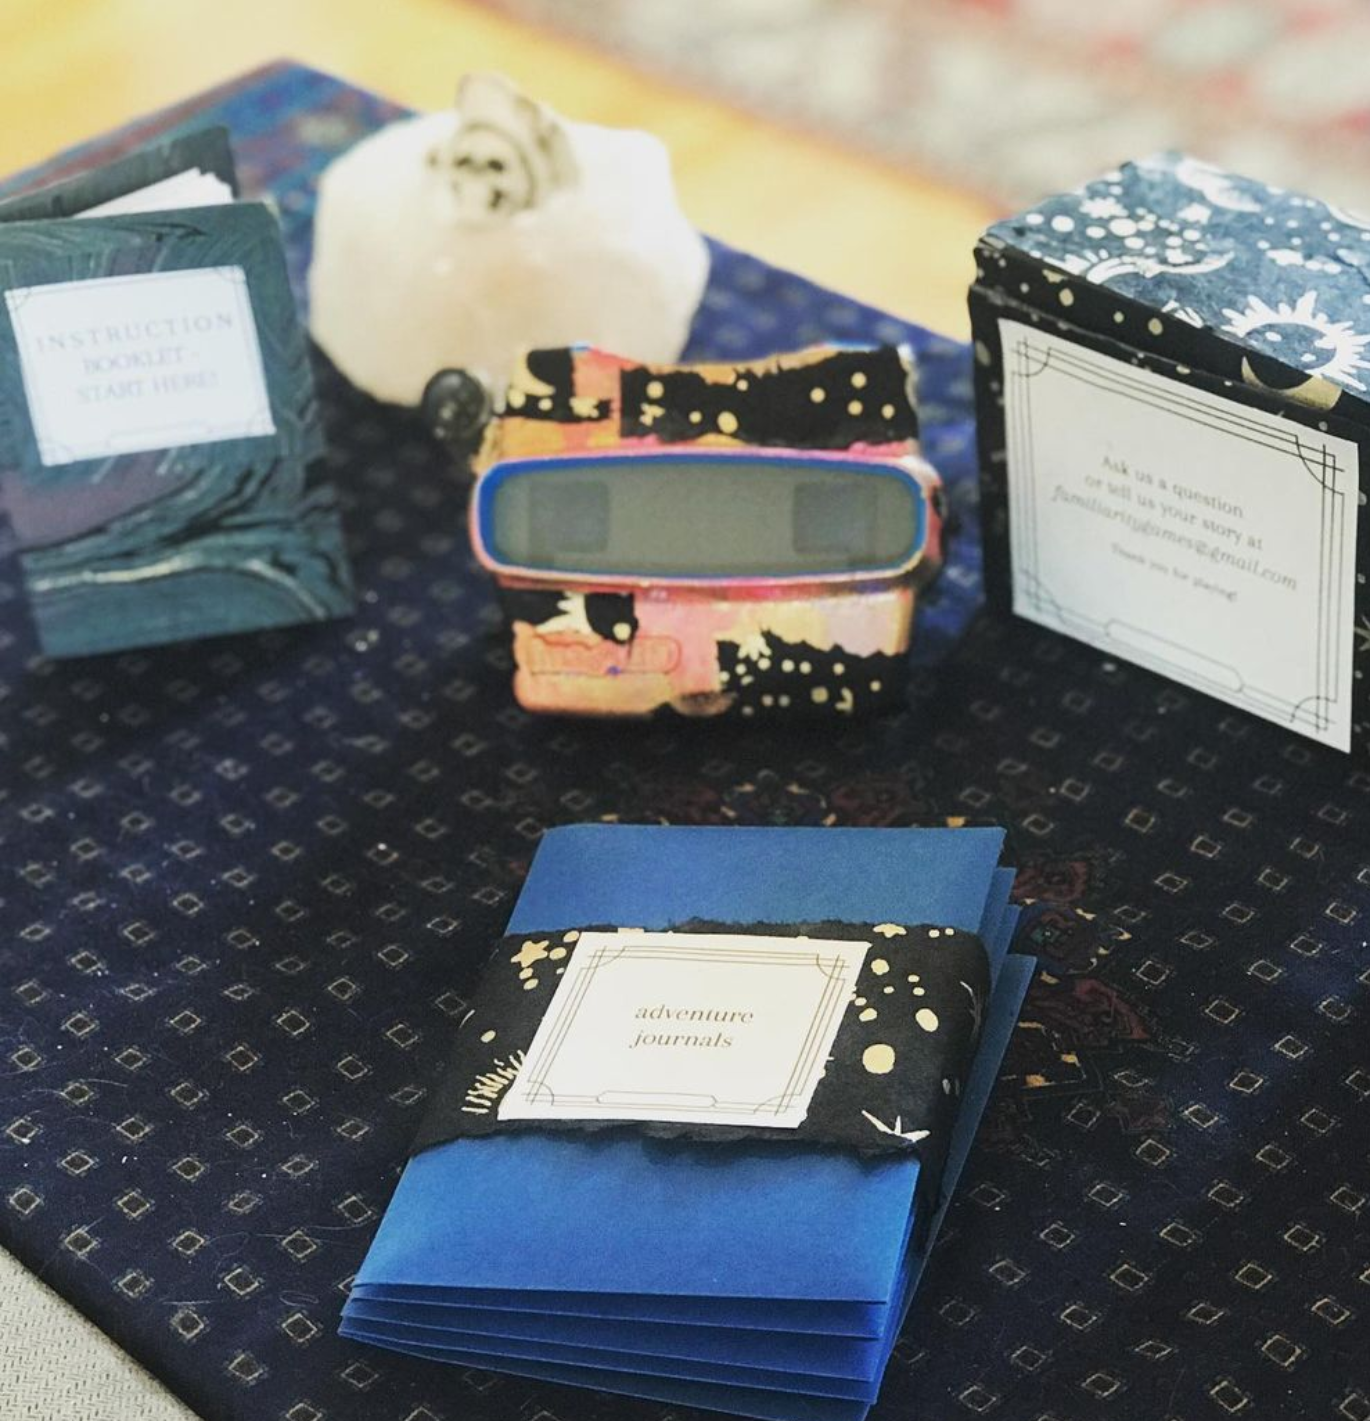 INSTRUCTION
BOOKLET -
START HERE!
Ask us a question
or tell us your story at
familiaritygames@gmail.com
Thank you for playing!
adventure
journals